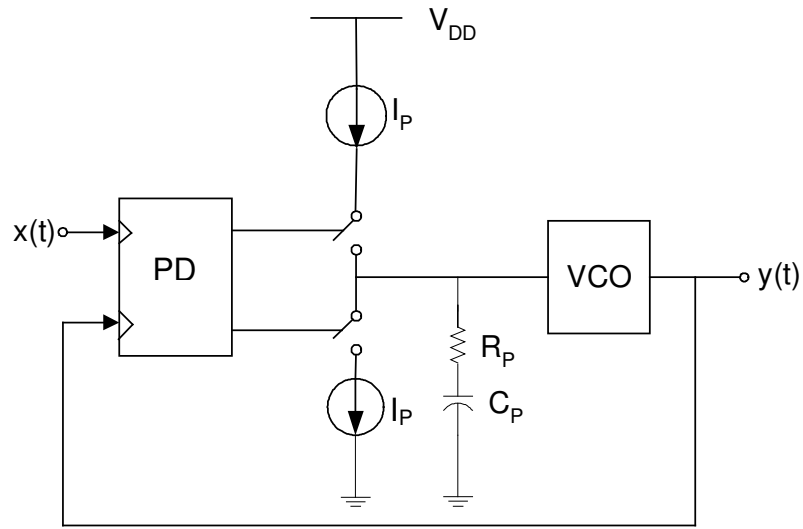 V_DD
I_P
x(t)
PD
VCO
y(t)
R_P
C_P
I_P